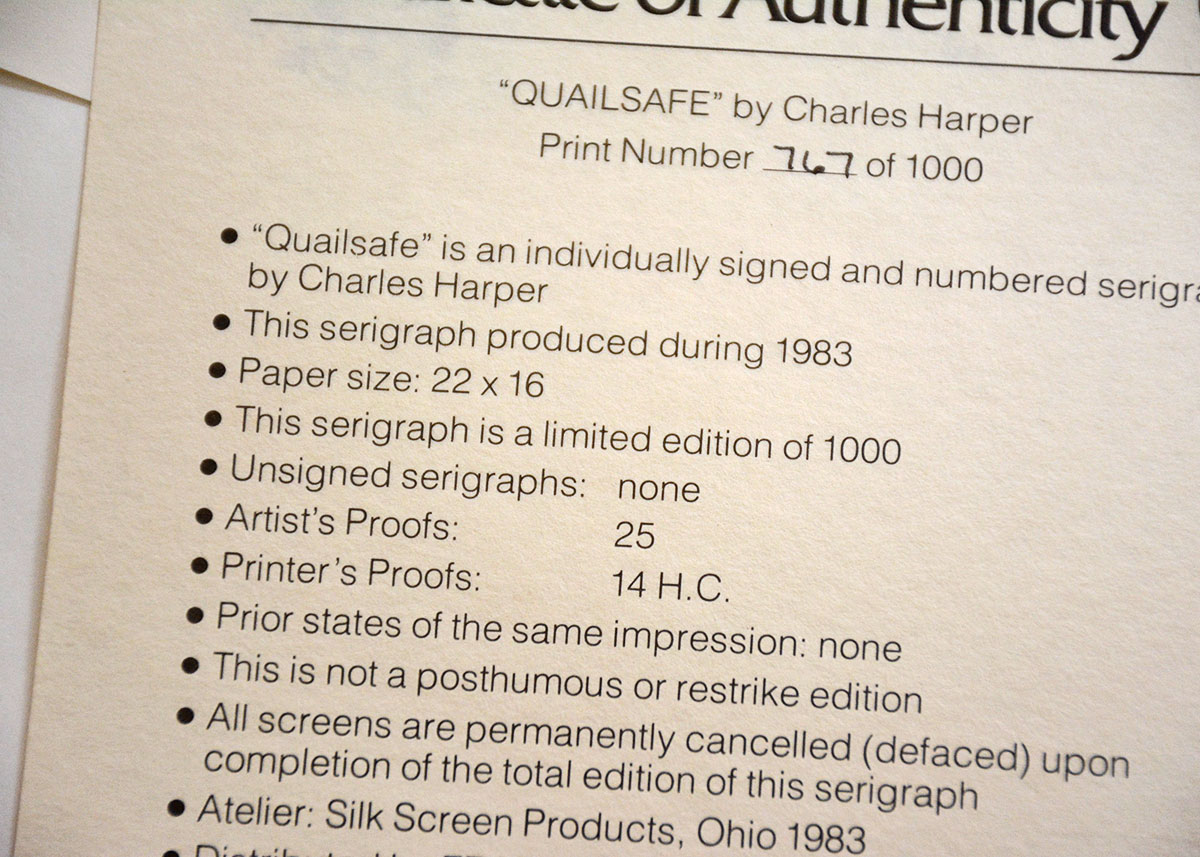 of Authenticity
“QUAILSAFE” by Charles Harper
Print Number 767 of 1000
● “Quailsafe” is an individually signed and numbered
by Charles Harper
● This serigraph produced during 1983
● Paper size: 22 x 16
● This serigraph is a limited edition of 1000
● Unsigned serigraphs: none
● Artist’s Proofs: 25
● Printer’s Proofs: 14 H.C.
● Prior states of the same impression: none
● This is not a posthumous or restrike edition
● All screens are permanently cancelled (defaced) upon
completion of the total edition of this serigraph
● Atelier: Silk Screen Products, Ohio 1983